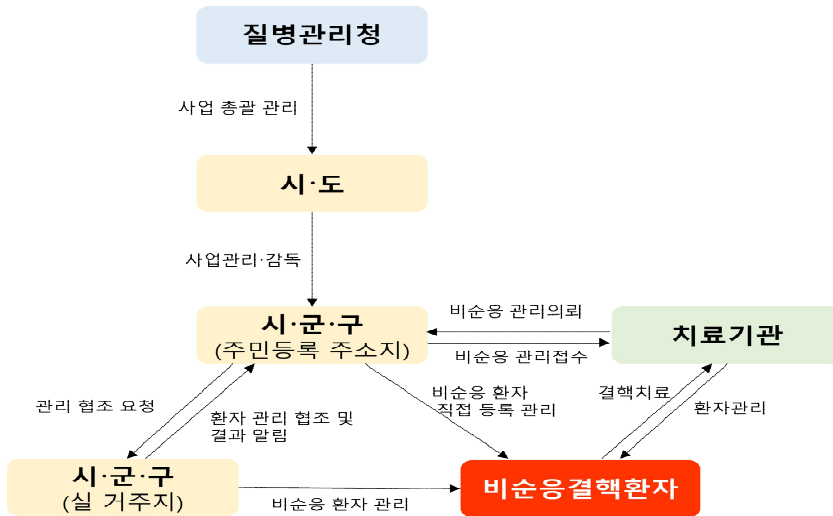 질병관리청
사업 총괄 관리
시·도
사업관리·감독
시·군·구
(주민등록 주소지)
비순응 관리의뢰
치료기관
비순응 관리접수
관리 협조 요청
환자 관리 협조 및
결과 알림
비순응 환자
직접 등록 관리
결핵치료
환자관리
시·군·구
(실 거주지)
비순응 환자 관리
비순응결핵환자